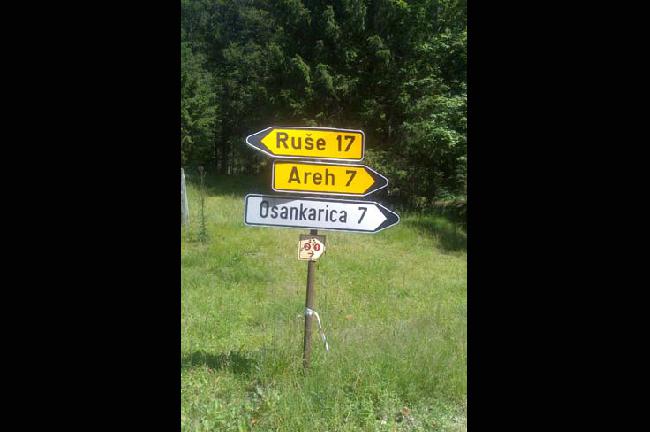 Ruše 17
Areh 7
Osankarica 7